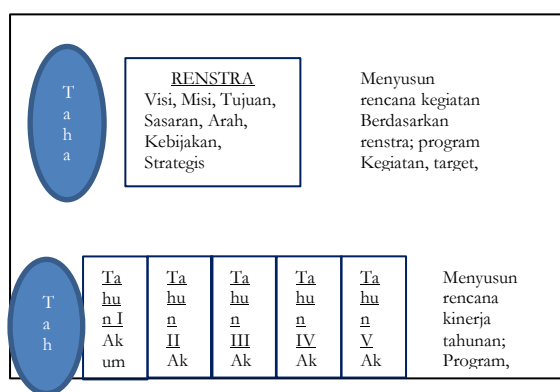 T
a
h
a
RENSTRA
Visi, Misi, Tujuan,
Sasaran, Arah,
Kebijakan,
Strategis
Menyusun
rencana kegiatan
Berdasarkan
renstra; program
Kegiatan, target,
T
a
h
Ta
hu
n I
Ak
um
Ta
hu
n
II
Ak
Ta
hu
n
III
Ak
Ta
hu
n
IV
Ak
Ta
hu
n
V
Ak
Menyusun
rencana
kinerja
tahunan;
Program,